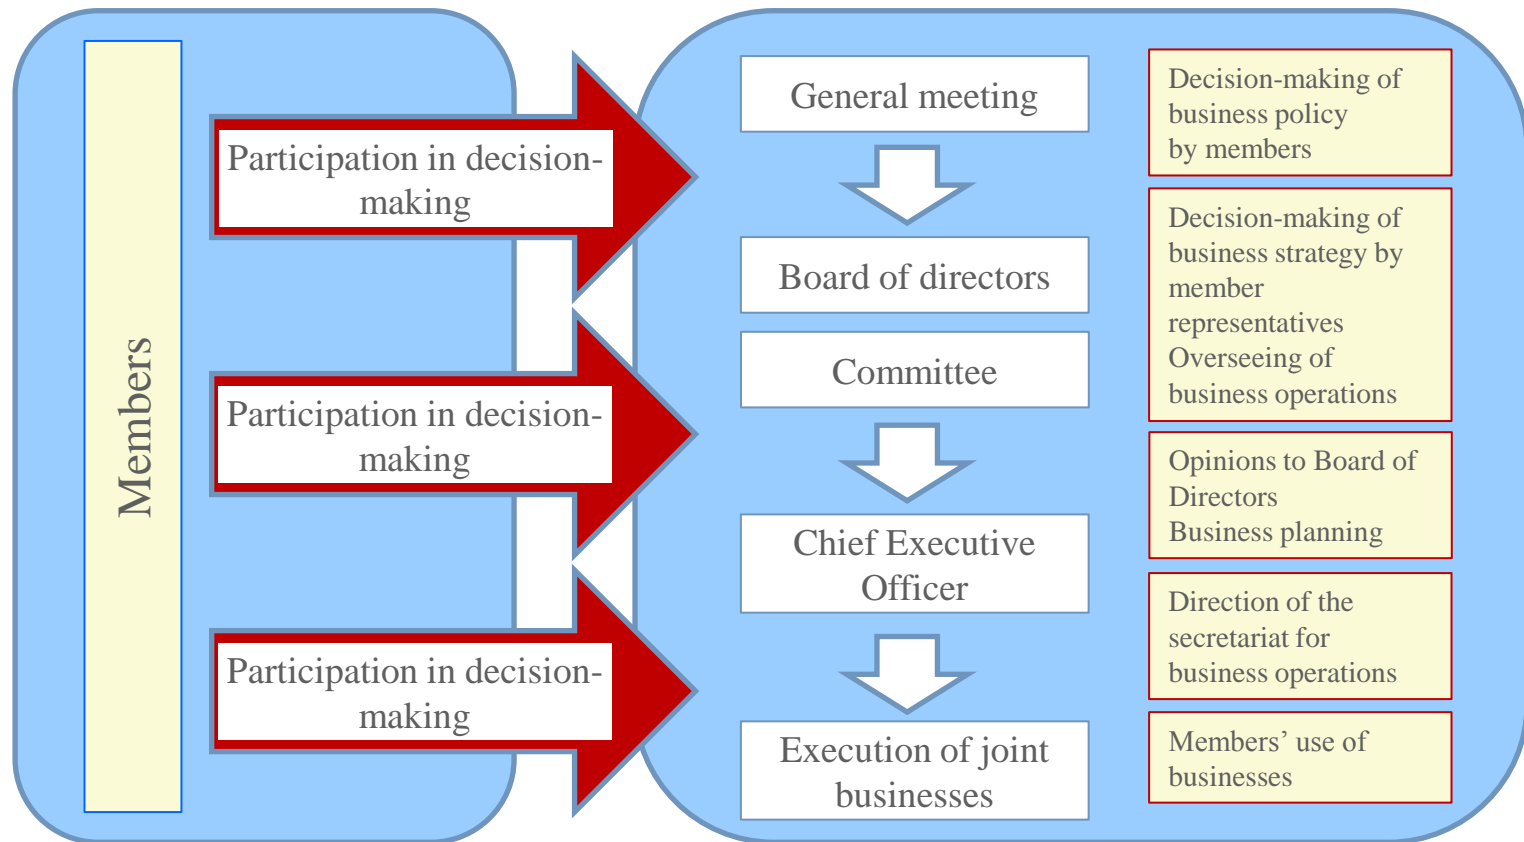 Members
Participation in decision-
making
Participation in decision-
making
Participation in decision-
making
General meeting
Board of directors
Committee
Chief Executive
Officer
Execution of joint
businesses
Decision-making of
business policy
by members
Decision-making of
business strategy by
member
representatives
Overseeing of
business operations
Opinions to Board of
Directors
Business planning
Direction of the
secretariat for
business operations
Members’ use of
businesses